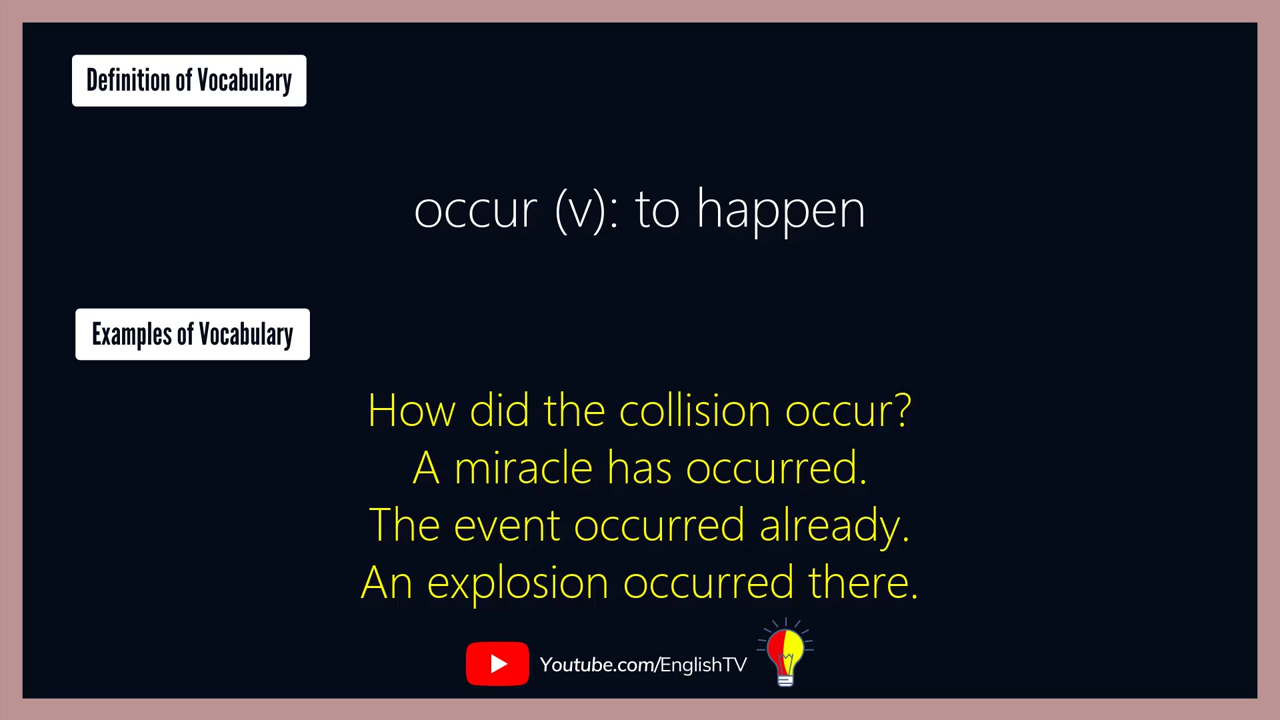 Definition of Vocabulary
occur (v): to happen
Examples of Vocabulary
How did the collision occur?
A miracle has occurred.
The event occurred already.
An explosion occurred there.
Youtube.com/EnglishTV